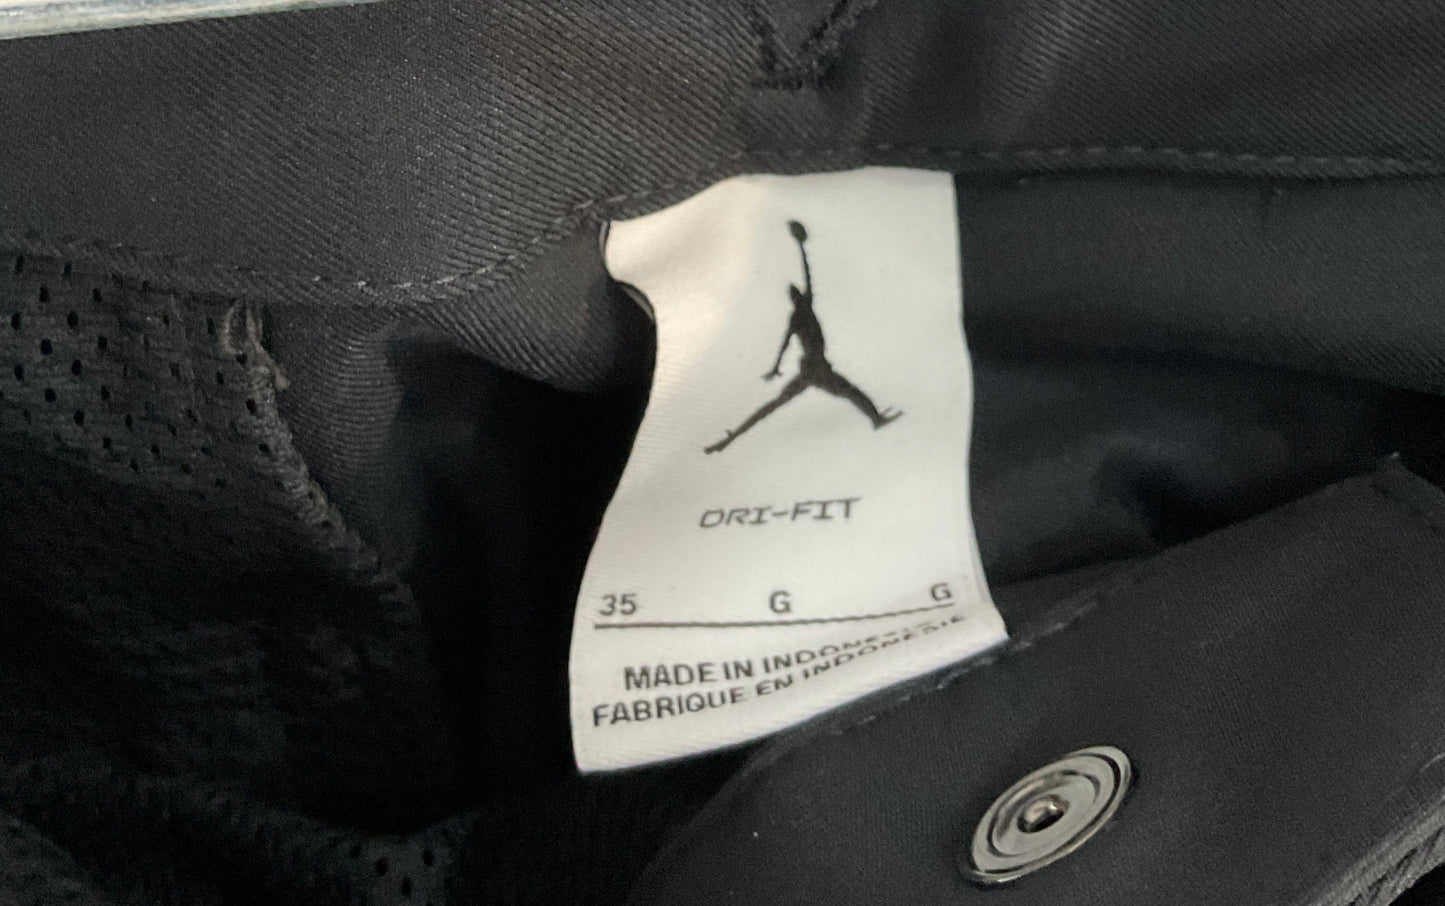 DRI-FIT
35 G G
MADE IN INDONESIA
FABRIQUE EN INDONESIE